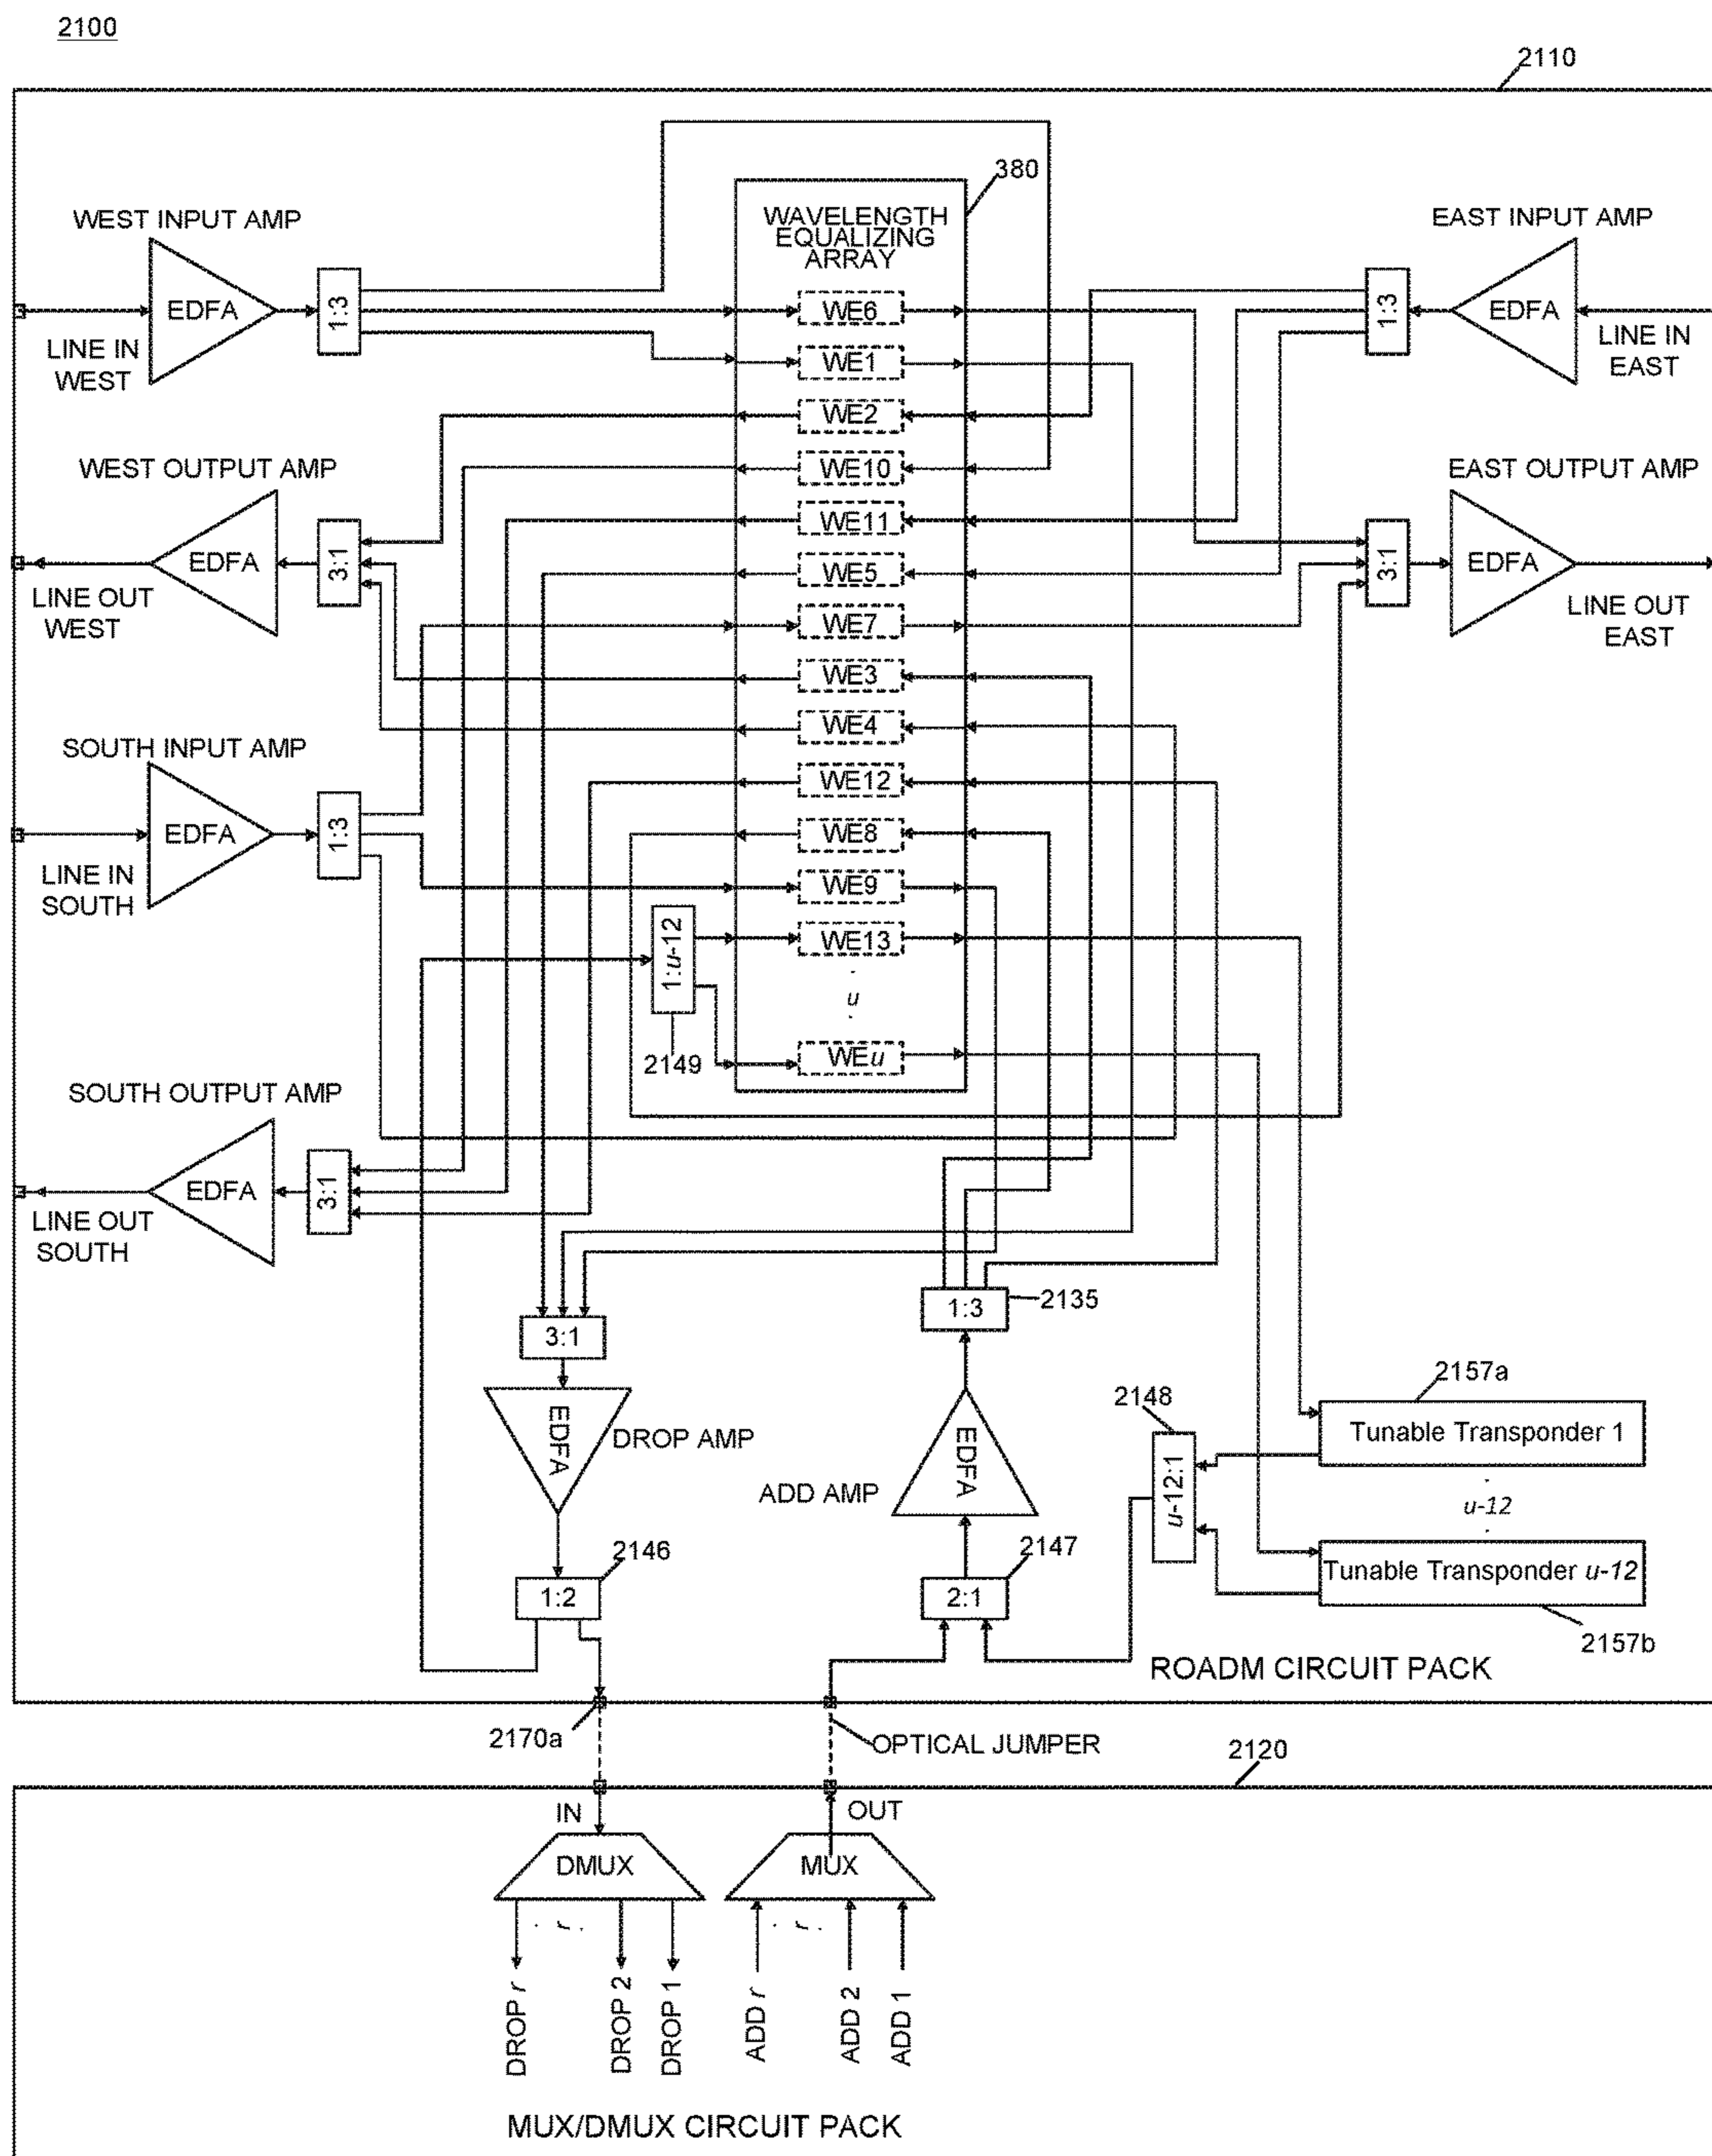 2100
2110
380
WEST INPUT AMP
WAVELENGTH
EQUALIZING
ARRAY
EAST INPUT AMP
EDFA
1:3
WE6
1:3
EDFA
LINE IN
WEST
WE1
LINE IN
EAST
WE2
WEST OUTPUT AMP
WE10
EAST OUTPUT AMP
WE11
EDFA
3:1
WE5
3:1
EDFA
LINE OUT
WEST
WE7
LINE OUT
EAST
WE3
SOUTH INPUT AMP
WE4
WE12
EDFA
1:3
WE8
LINE IN
SOUTH
WE9
1:u-12
WE13
u
2149
WEu
SOUTH OUTPUT AMP
EDFA
3:1
LINE OUT
SOUTH
1:3
2135
3:1
2157a
EDFA
DROP AMP
EDFA
ADD AMP
2148
u-12:1
Tunable Transponder 1
u-12
2146
2147
Tunable Transponder u-12
1:2
2:1
2157b
ROADM CIRCUIT PACK
2170a
OPTICAL JUMPER
2120
IN
OUT
DMUX
MUX
r
r
DROP r
DROP 2
DROP 1
ADD r
ADD 2
ADD 1
MUX/DMUX CIRCUIT PACK